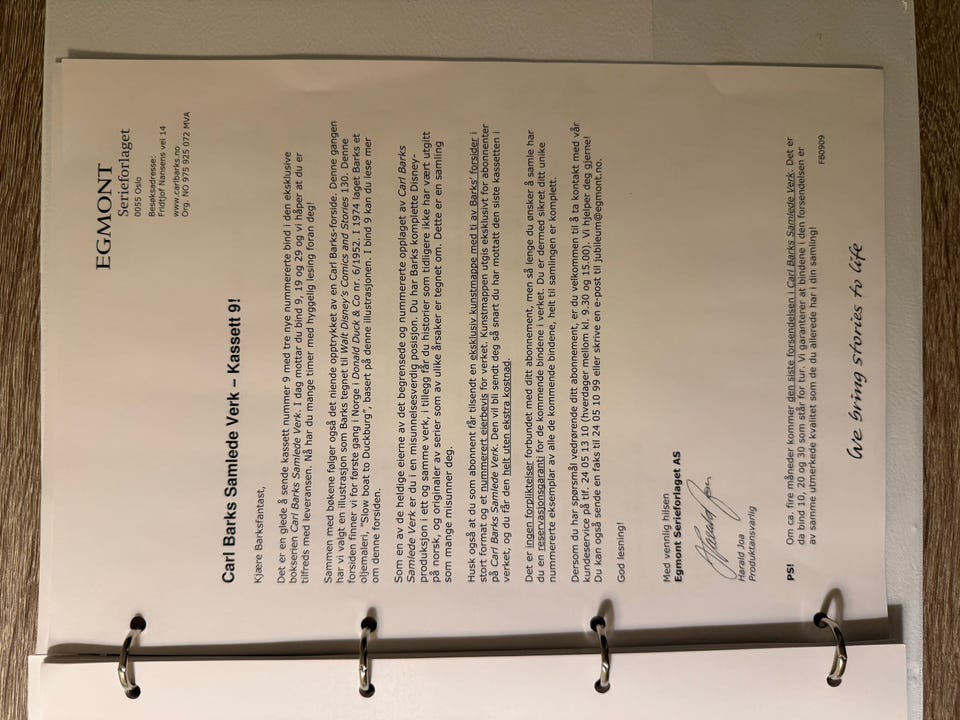 EGMONT
Serieforlaget
0055 Oslo
Besøksadresse:
Fridtjof Nansens vei 14
www.carlbarks.no
Org. NO 975 925 072 MVA
Carl Barks Samlede Verk – Kassett 9!
Kjære Barksfantast,
Det er en glede å sende kassett nummer 9 med tre nye nummererte bind i den eksklusive
bokserien Carl Barks Samlede Verk. I dag mottar du bind 9, 19 og 29 og vi håper at du er
tilfreds med leveransen. Nå har du mange timer med hyggelig lesing foran deg!
Sammen med bøkene følger også det niende opptrykket av en Carl Barks-forside. Denne gangen
har vi valgt en illustrasjon som Barks tegnet til Walt Disney's Comics and Stories 130. Denne
forsiden finner vi for første gang i Norge i Donald Duck & Co nr. 6/1952. I 1974 laget Barks et
oljemaleri, "Slow boat to Duckburg", basert på denne illustrasjonen. I bind 9 kan du lese mer
om denne forsiden.
Som en av de heldige eierne av det begrensede og nummererte opplaget av Carl Barks
Samlede Verk er du i en misunnelsesverdig posisjon. Du har Barks komplette Disney-
produksjon i ett og samme verk, i tillegg får du historier som tidligere ikke har vært utgitt
på norsk, og originaler av serier som av ulike årsaker er tegnet om. Dette er en samling
som mange misunner deg.
Husk også at du som abonnent får tilsendt en eksklusiv kunstmappe med ti av Barks' forsider i
stort format og et nummerert eierbevis for verket. Kunstmappen utgis eksklusivt for abonnenter
på Carl Barks Samlede Verk. Den vil bli sendt deg så snart du har mottatt den siste kassetten i
verket, og du får den helt uten ekstra kostnad.
Det er ingen forpliktelser forbundet med ditt abonnement, men så lenge du ønsker å samle har
du en reservasjonsgaranti for de kommende bindene i verket. Du er dermed sikret ditt unike
nummererte eksemplar av alle de kommende bindene, helt til samlingen er komplett.
Dersom du har spørsmål vedrørende ditt abonnement, er du velkommen til å ta kontakt med vår
kundeservice på tlf. 24 05 13 10 (hverdager mellom kl. 9.30 og 15.00). Vi hjelper deg gjerne!
Du kan også sende en faks til 24 05 10 99 eller skrive en e-post til jubileum@egmont.no.
God lesning!
Med vennlig hilsen
Egmont Serieforlaget AS
Harald Joa
Harald Joa
Produktansvarlig
PS! Om ca. fire måneder kommer den siste forsendelsen i Carl Barks Samlede Verk. Det er
da bind 10, 20 og 30 som står for tur. Vi garanterer at bindene i den forsendelsen er
av samme utmerkede kvalitet som de du allerede har i din samling!
FB0909
We bring stories to life